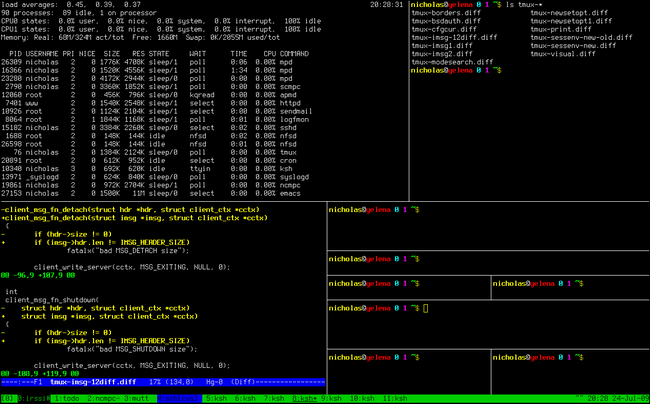 load averages:  0.45,  0.39,  0.37    20:28:31
90 processes:  89 idle, 1 on processor
CPU0 states:  0.0% user,  0.0% nice,  0.0% system,  0.0% interrupt,  100% idle
CPU1 states:  0.0% user,  0.0% nice,  0.0% system,  0.0% interrupt,  100% idle
Memory: Real: 68M/324M act/tot  Free: 1660M  Swap: 0K/2055M used/tot
PID USERNAME PRI NICE  SIZE   RES STATE     WAIT      TIME    CPU COMMAND
26309 nicholas   2    0 1776K 4708K sleep/1   poll      0:06  0.00% mpd
16366 nicholas   2    0 1520K 4556K sleep/1   poll      1:34  0.00% mpd
23288 nicholas   2    0 4172K 2944K sleep/0   poll      0:00  0.00% mpd
2790 nicholas   2    0 3360K 1852K sleep/1   poll      0:00  0.00% scmpc
12068 root       2    0  456K  796K sleep/0   kqread    0:00  0.00% apmd
7401 www        2    0 1540K 2548K sleep/1   select    0:00  0.00% httpd
10926 root       2    0 1124K 2104K sleep/1   select    0:00  0.00% sendmail
8064 root       2    1 1844K 1168K sleep/1   poll      0:01  0.00% logfmon
15182 nicholas   2    0 3384K 2260K sleep/0   select    0:02  0.00% sshd
1688 root       2    0  148K  144K idle      nfsd      0:02  0.00% nfsd
26598 root       2    0  148K  144K idle      nfsd      0:00  0.00% nfsd
76 nicholas   2    0 1384K 2124K sleep/0   poll      0:00  0.00% tmux
20891 root       2    0  612K  952K idle      select    0:00  0.00% cron
10340 nicholas   3    0  692K  620K idle      ttyin     0:00  0.00% ksh
13971 _syslogd   2    0  624K  828K sleep/0   poll      0:00  0.00% syslogd
19861 nicholas   2    0  972K 2704K sleep/1   poll      0:01  0.00% ncmpc
27153 nicholas   2    0 1500K   11M sleep/0   select    0:00  0.00% emacs
nicholas@yelena 0 1 ~$ ls tmux-*
tmux-borders.diff    tmux-newsetopt1.diff
tmux-bsdauth.diff    tmux-newsetopt.diff
tmux-cfgcur.diff    tmux-print.diff
tmux-imsg-12diff.diff    tmux-sessenv-new-old.diff
tmux-imsg1.diff    tmux-sessenv-new.diff
tmux-imsg2.diff    tmux-visual.diff
tmux-modesearch.diff
nicholas@yelena 0 1 ~$
-client_msg_fn_detach(struct hdr *hdr, struct client_ctx *cctx)
+client_msg_fn_detach(struct imsg *imsg, struct client_ctx *cctx)
{
-       if (hdr->size != 0)
+       if (imsg->hdr.len != IMSG_HEADER_SIZE)
fatalx("bad MSG_DETACH size");
client_write_server(cctx, MSG_EXITING, NULL, 0);
@@ -96,9 +107,9 @@
int
client_msg_fn_shutdown(
-    struct hdr *hdr, struct client_ctx *cctx)
+    struct imsg *imsg, struct client_ctx *cctx)
{
-       if (hdr->size != 0)
+       if (imsg->hdr.len != IMSG_HEADER_SIZE)
fatalx("bad MSG_SHUTDOWN size");
client_write_server(cctx, MSG_EXITING, NULL, 0);
@@ -108,9 +119,9 @@
----:---F1  tmux-imsg-12diff.diff   17% (134,0)   Hg-0  (Diff)-----------------
nicholas@yelena 0 1 ~$
nicholas@yelena 0 1 ~$
nicholas@yelena 0 1 ~$
nicholas@yelena 0 1 ~$
nicholas@yelena 0 1 ~$
nicholas@yelena 0 1 ~$
nicholas@yelena 0 1 ~$
[0] 0:irssi# 1:todo  2:ncmpc- 3:mutt    5:ksh  6:ksh  7:ksh  8:ksh* 9:ksh  10:ksh  11:ksh    "" 20:28 24-Jul-09